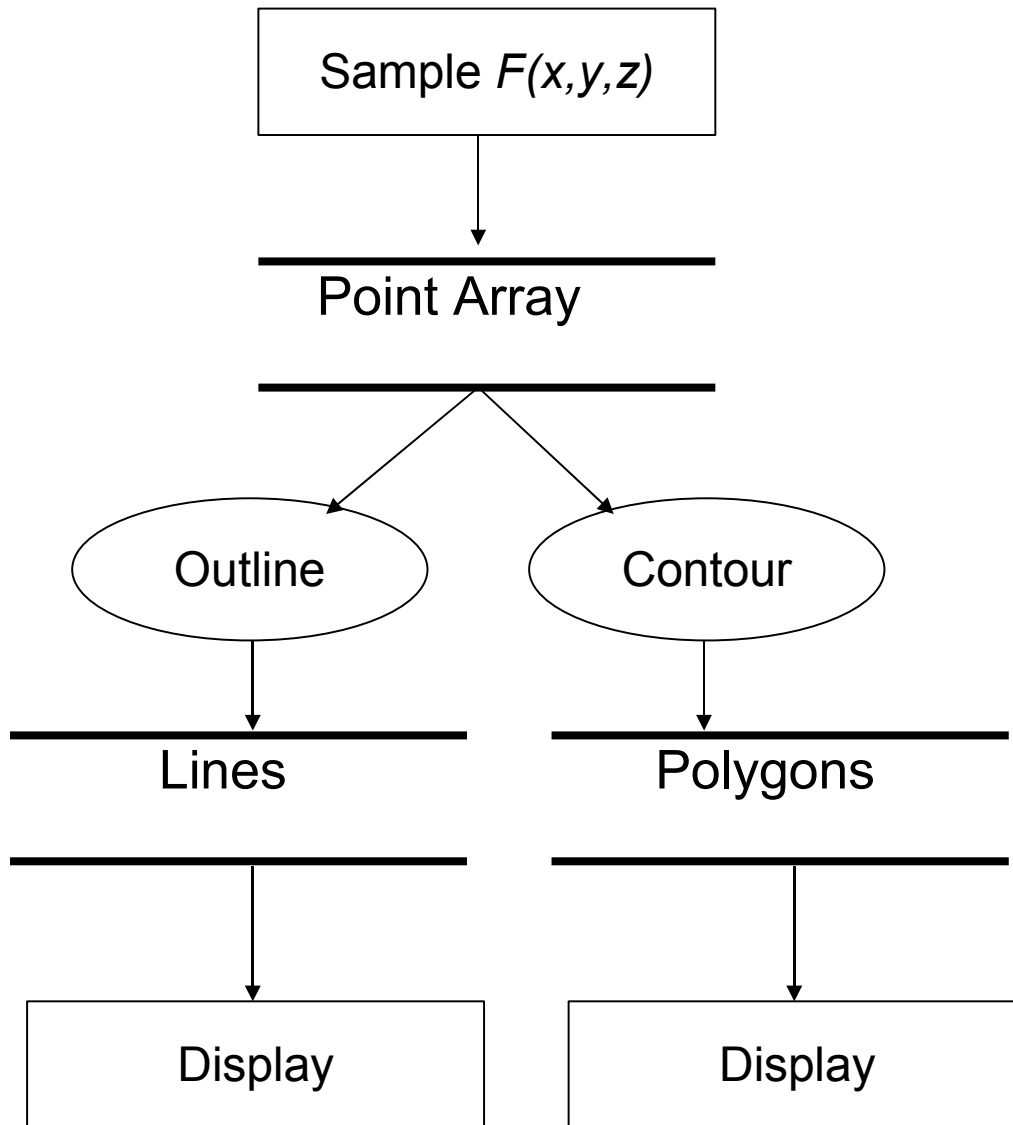 Sample F(x,y,z)
Point Array
Outline
Contour
Lines
Polygons
Display
Display